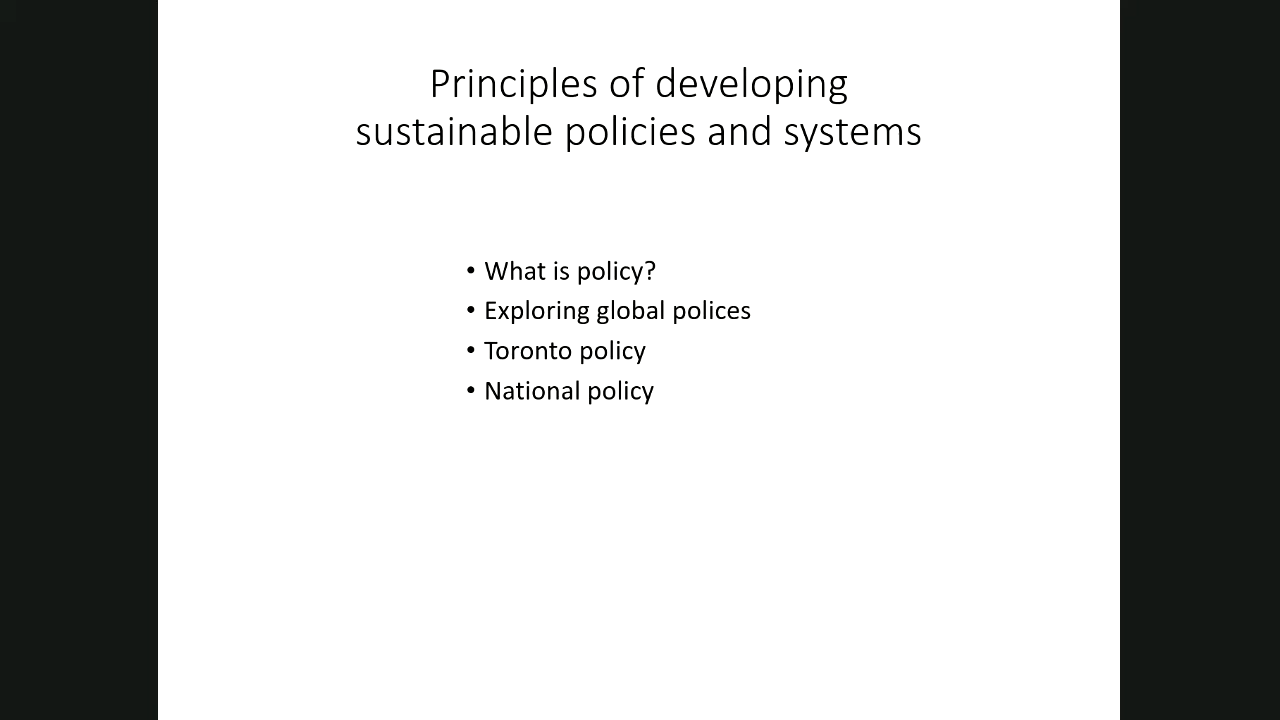 Principles of developing
sustainable policies and systems
• What is policy?
• Exploring global polices
• Toronto policy
• National policy